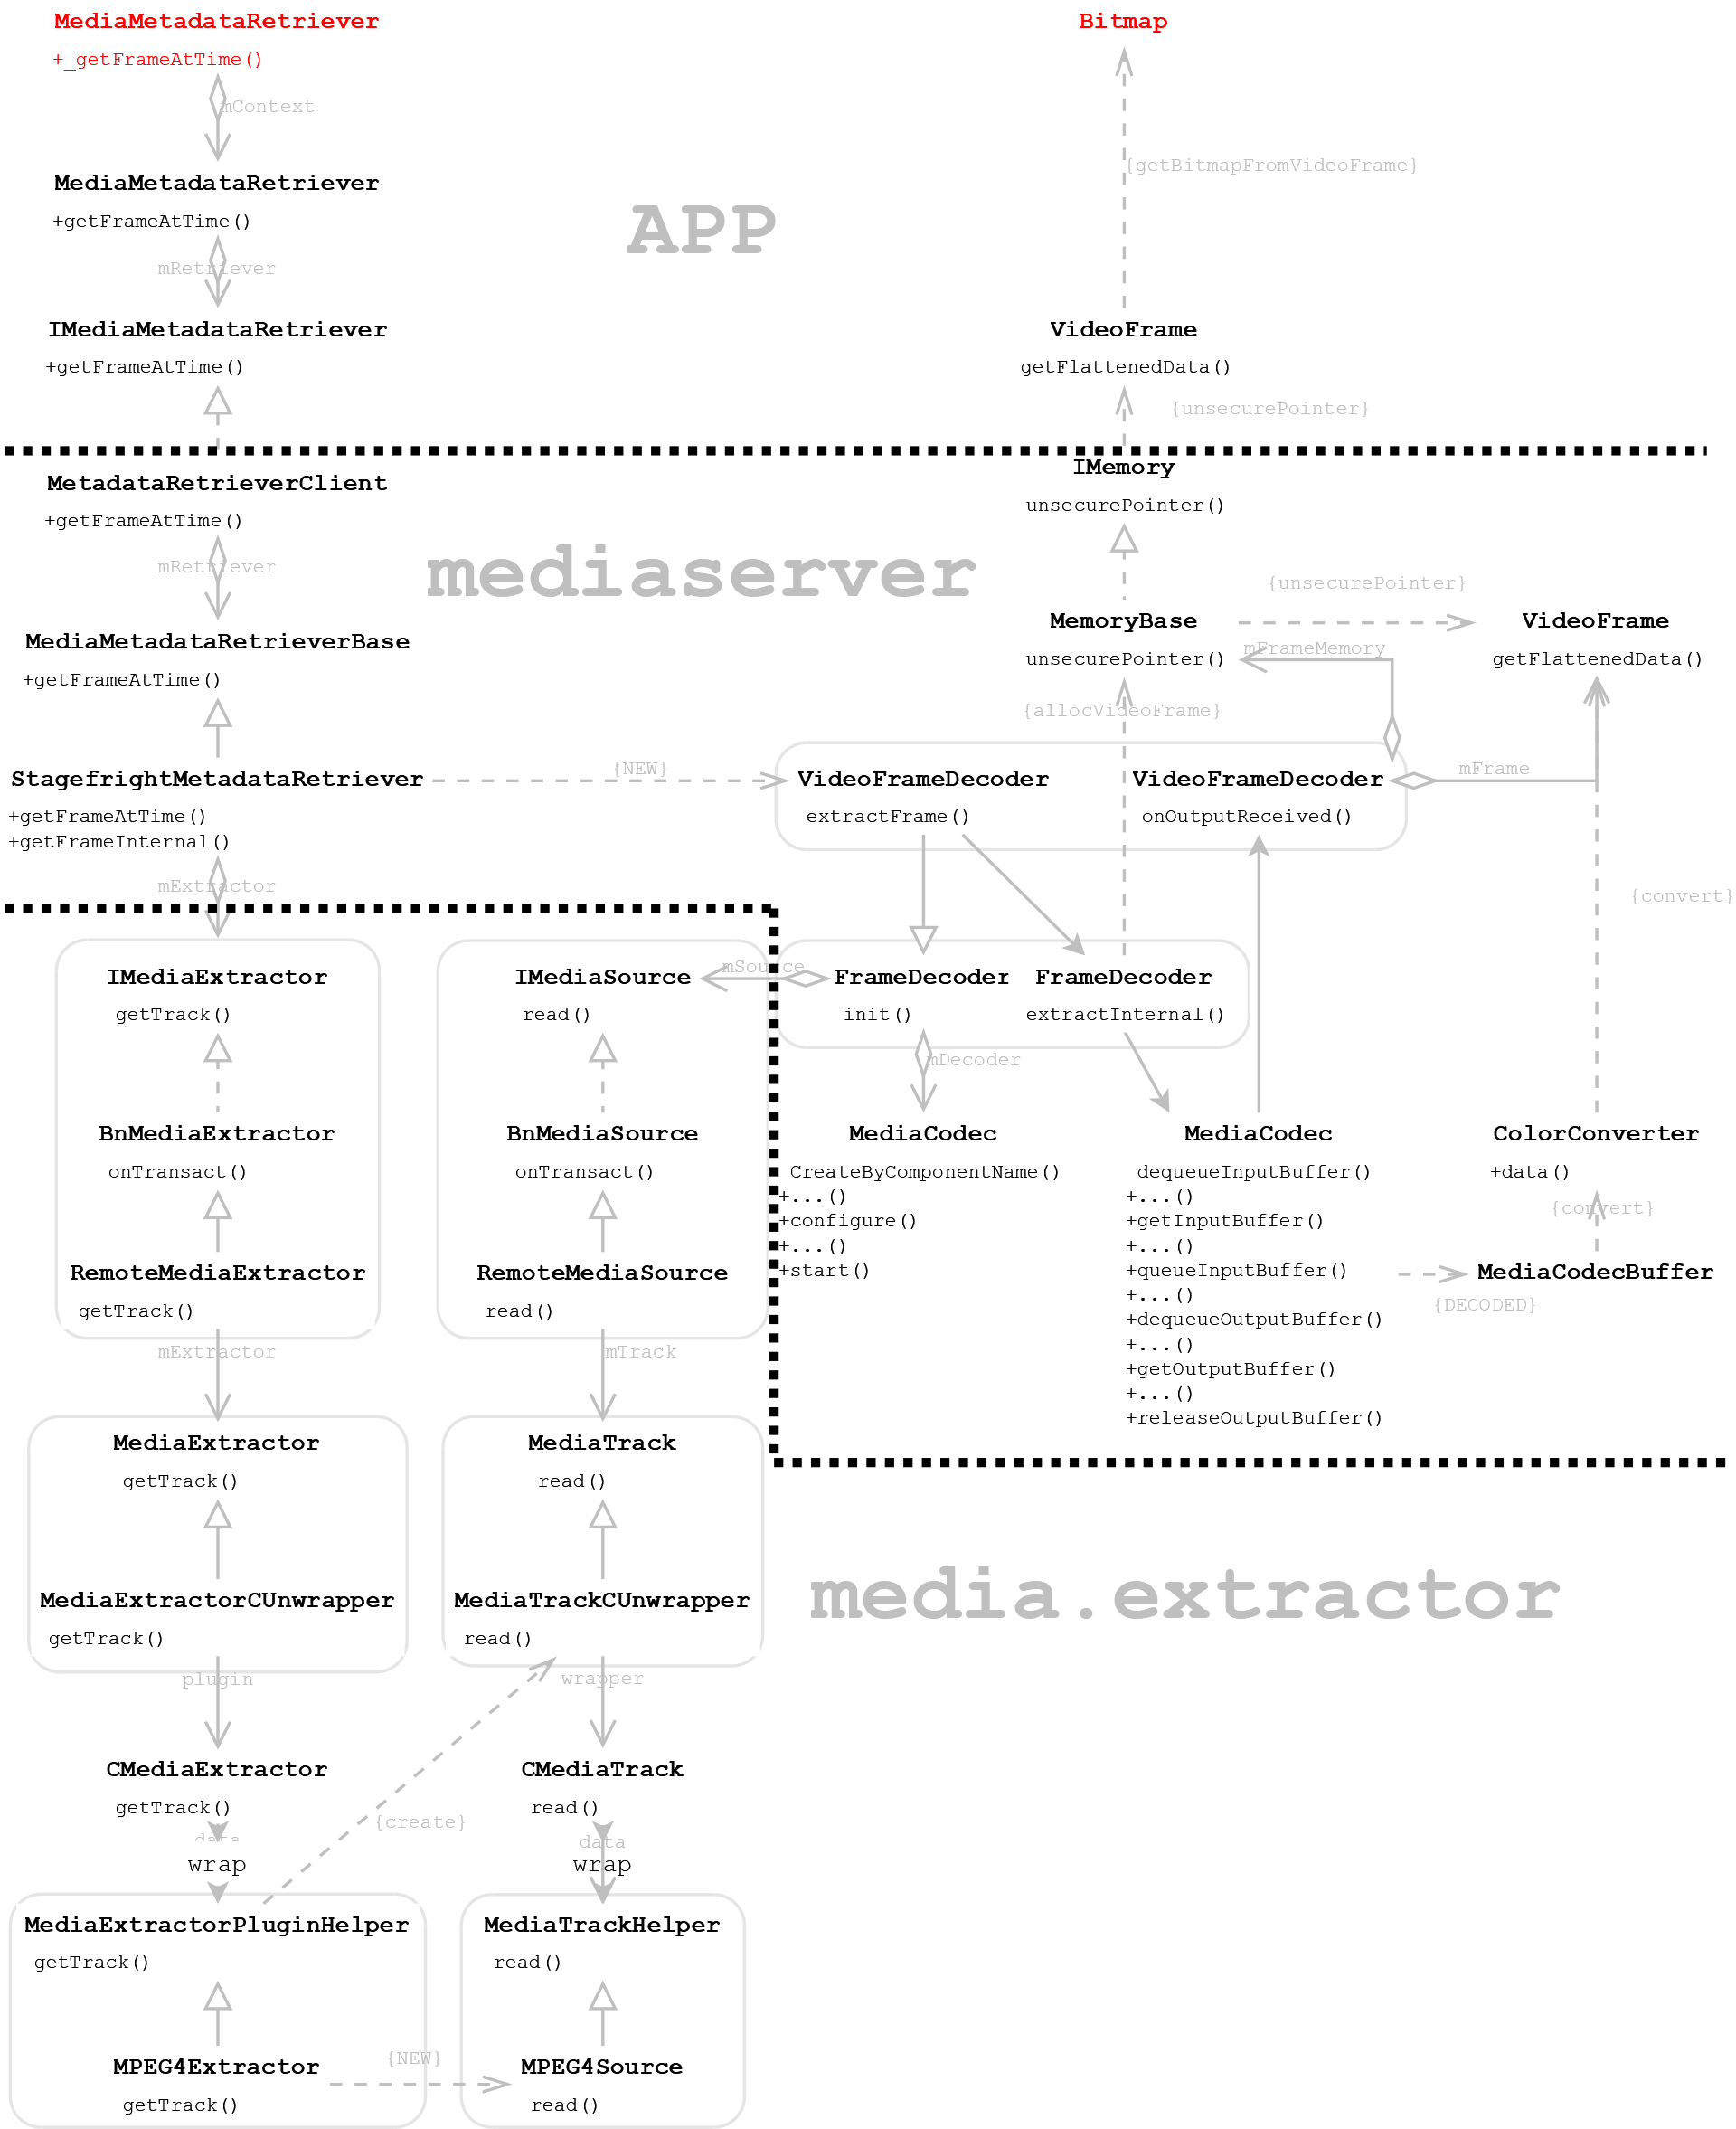 MediaMetadataRetriever
+_getFrameAtTime()
mContext
MediaMetadataRetriever
+getFrameAtTime()
mRetriever
IMediaMetadataRetriever
+getFrameAtTime()
Bitmap
{getBitmapFromVideoFrame}
APP
VideoFrame
getFlattenedData()
{unsecurePointer}
MetadataRetrieverClient
+getFrameAtTime()
mRetriever
MediaMetadataRetrieverBase
+getFrameAtTime()
StagefrightMetadataRetriever
+getFrameAtTime()
+getFrameInternal()
mExtractor
mediaserver
IMemory
unsecurePointer()
MemoryBase
unsecurePointer()
{unsecurePointer}
mFrameMemory
VideoFrame
getFlattenedData()
{allocVideoFrame}
{NEW}
VideoFrameDecoder
extractFrame()
VideoFrameDecoder
onOutputReceived()
mFrame
{convert}
IMediaExtractor
getTrack()
BnMediaExtractor
onTransact()
RemoteMediaExtractor
getTrack()
mExtractor
IMediaSource
read()
BnMediaSource
onTransact()
RemoteMediaSource
read()
mTrack
mSource
FrameDecoder
init()
FrameDecoder
extractInternal()
mDecoder
MediaCodec
CreateByComponentName()
+...()
+configure()
+...()
+start()
MediaCodec
dequeueInputBuffer()
+...()
+getInputBuffer()
+...()
+queueInputBuffer()
+...()
+dequeueOutputBuffer()
+...()
+getOutputBuffer()
+...()
+releaseOutputBuffer()
ColorConverter
+data()
{convert}
MediaCodecBuffer
{DECODED}
MediaExtractor
getTrack()
MediaExtractorCUnwrapper
getTrack()
plugin
MediaTrack
read()
MediaTrackCUnwrapper
read()
wrapper
media.extractor
CMediaExtractor
getTrack()
data
wrap
{create}
CMediaTrack
read()
data
wrap
MediaExtractorPluginHelper
getTrack()
MPEG4Extractor
getTrack()
{NEW}
MediaTrackHelper
read()
MPEG4Source
read()